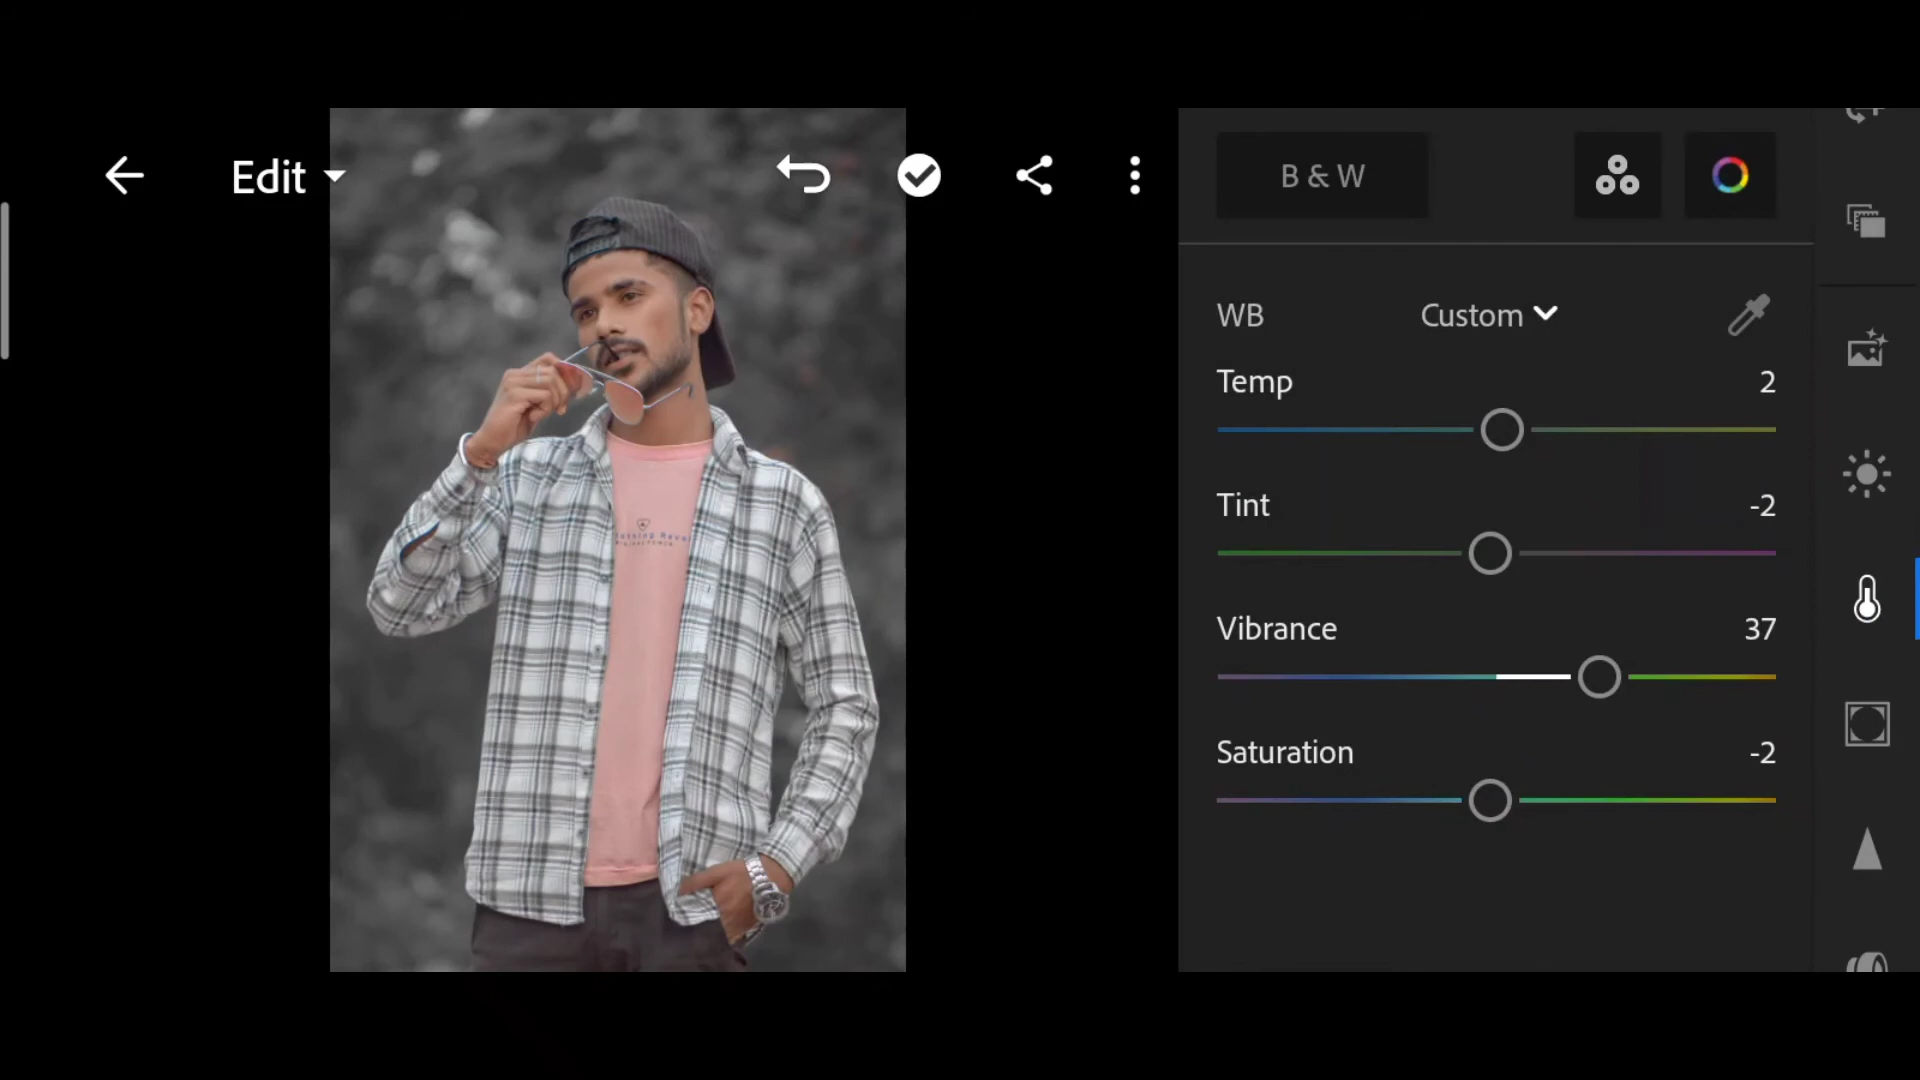 Edit
B & W
WB Custom
Temp 2
Tint -2
Vibrance 37
Saturation -2